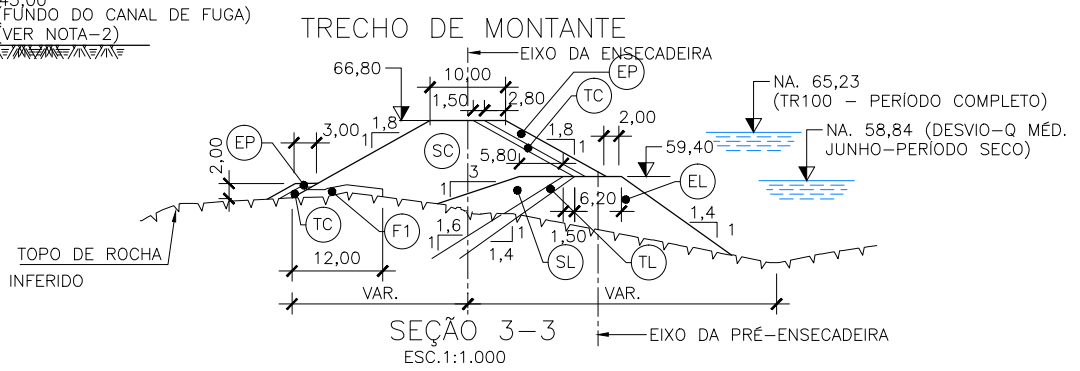 45,00
(FUNDO DO CANAL DE FUGA)
(VER NOTA-2)
TRECHO DE MONTANTE
EIXO DA ENSECADEIRA
66,80
10,00
EP
TC
1,50
2,80
NA. 65,23
(TR100 - PERÍODO COMPLETO)
NA. 58,84 (DESVIO-Q MÉD.
JUNHO-PERÍODO SECO)
2,00
EP
3,00
1,8
1
SC
5,80
1,8
1
2,00
59,40
3
1
EL
6,20
1,4
1
TC
F1
1,6
1
1
1,4
1,50
SL
TL
TOPO DE ROCHA
INFERIDO
12,00
VAR.
VAR.
SEÇÃO 3-3
ESC.1:1.000
EIXO DA PRÉ-ENSECADEIRA